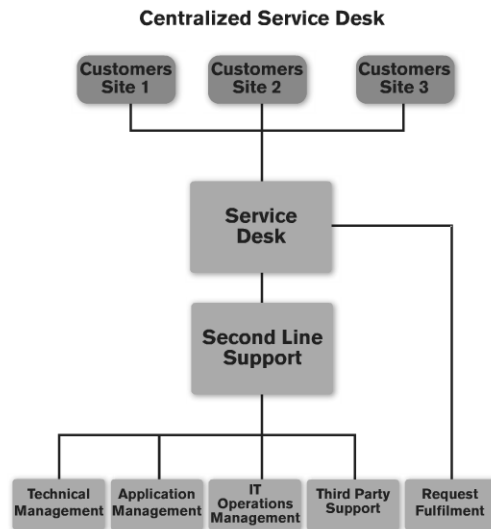 Centralized Service Desk
Customers
Site 1
Customers
Site 2
Customers
Site 3
Service
Desk
Second Line
Support
Technical
Management
Application
Management
IT
Operations
Management
Third Party
Support
Request
Fulfilment